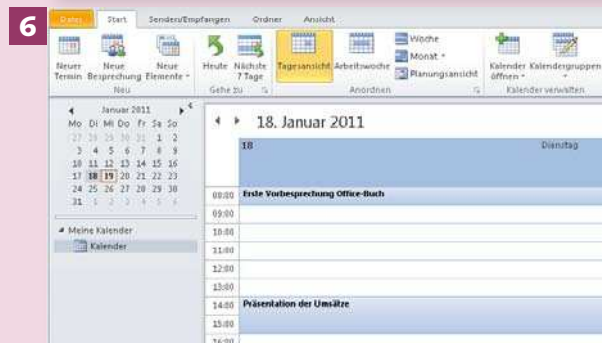 6
Datei Start Senden/Empfangen Ordner Ansicht
Neuer Termin
Neue Besprechung
Neue Elemente
Neu
Heute
Nächste 7 Tage
Gehe zu
Tagesansicht
Arbeitswoche
Woche
Monat
Planungsansicht
Anordnen
Kalender öffnen
Kalendergruppen
Kalender verwalten
Januar 2011
Mo Di Mi Do Fr Sa So
27 28 29 30 31 1 2
3 4 5 6 7 8 9
10 11 12 13 14 15 16
17 18 19 20 21 22 23
24 25 26 27 28 29 30
31 1 2 3 4 5 6
Meine Kalender
Kalender
18. Januar 2011
18 Dienstag
08:00 Erste Vorbesprechung Office-Buch
09:00
10:00
11:00
12:00
13:00
14:00 Präsentation der Umsätze
15:00
16:00